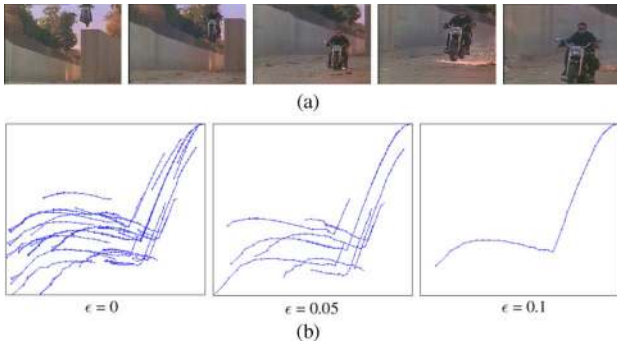 (a)
ϵ = 0
ϵ = 0.05
ϵ = 0.1
(b)